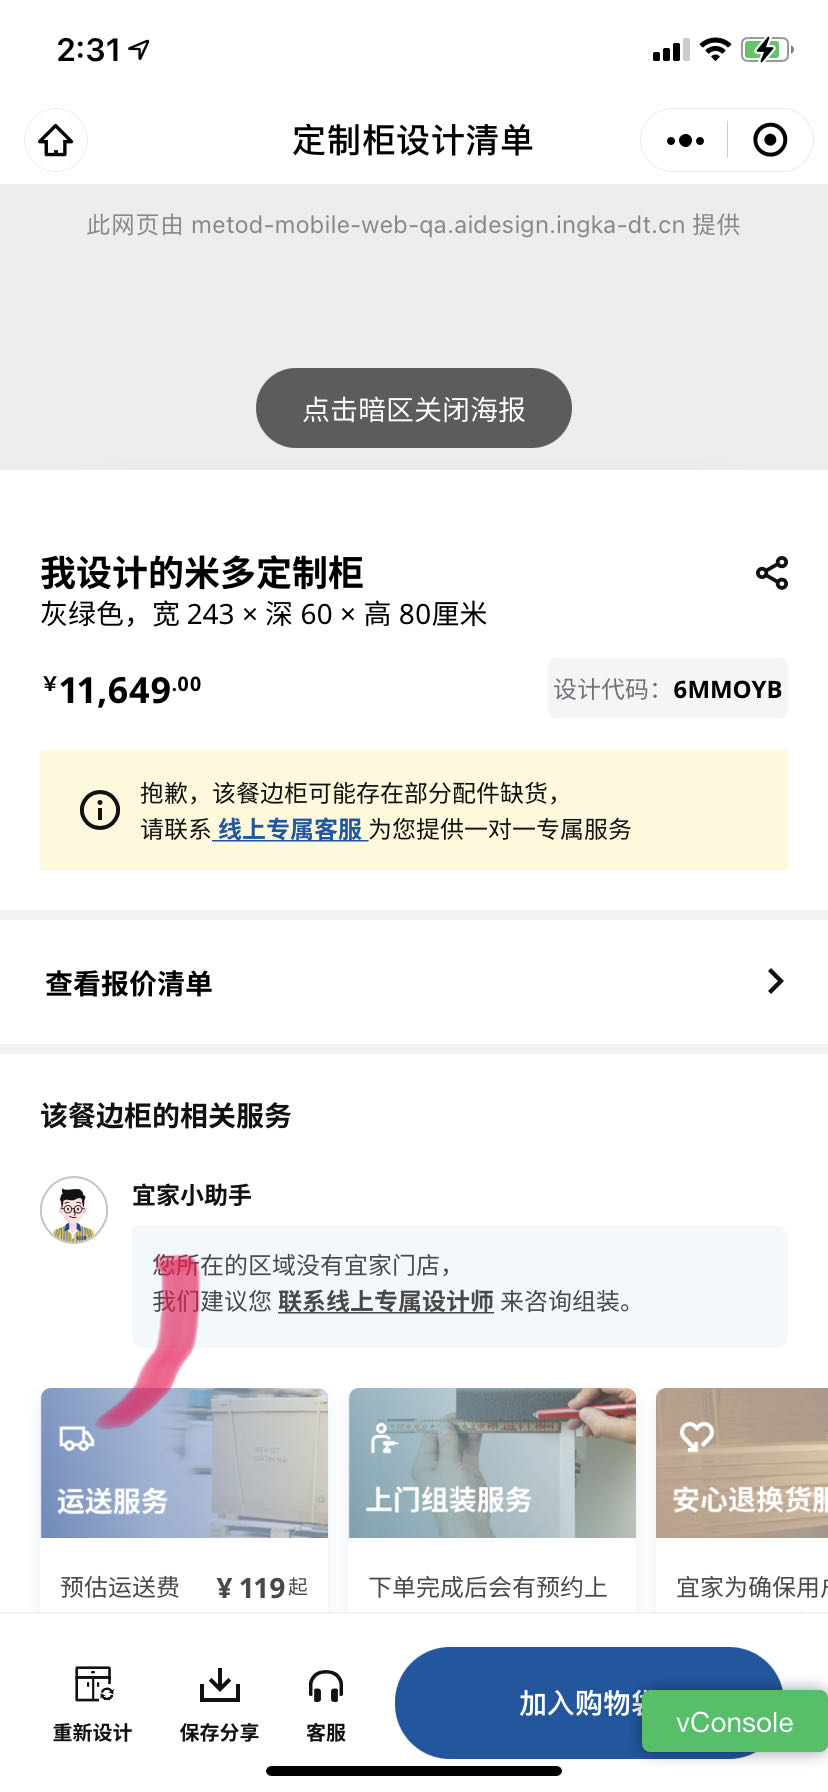 2:31
定制柜设计清单
此网页由 metod-mobile-web-qa.aidesign.ingka-dt.cn 提供
点击暗区关闭海报
我设计的米多定制柜
灰绿色，宽 243 × 深 60 × 高 80厘米
¥11,649.00
设计代码：6MMOYB
抱歉，该餐边柜可能存在部分配件缺货，
请联系 线上专属客服 为您提供一对一专属服务
查看报价清单
该餐边柜的相关服务
宜家小助手
您所在的区域没有宜家门店，
我们建议您 联系线上专属设计师 来咨询组装。
运送服务
上门组装服务
安心退换货
预估运送费 ¥ 119起
下单完成后会有预约上
宜家为确保用
重新设计
保存分享
客服
加入购物
vConsole